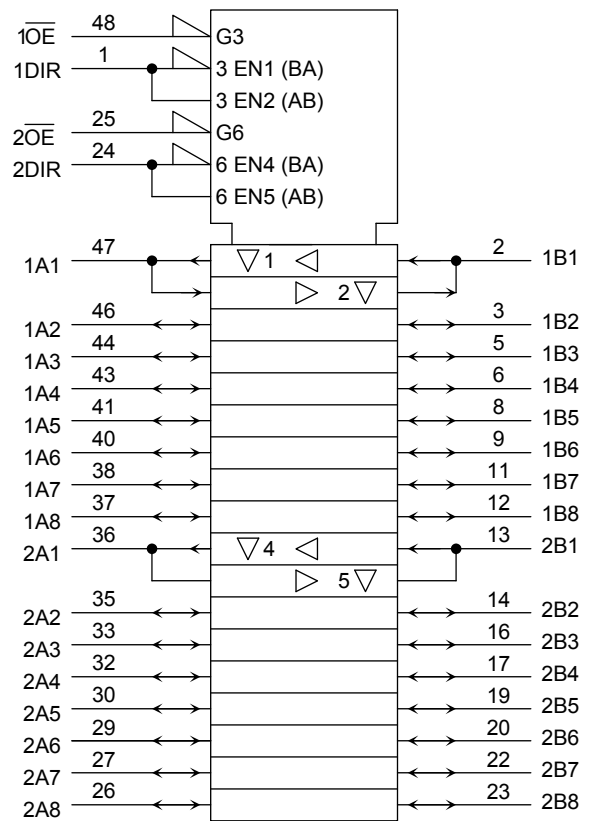 1O̅E̅ 48 G3
1DIR 1 3 EN1 (BA)
3 EN2 (AB)
2O̅E̅ 25 G6
2DIR 24 6 EN4 (BA)
6 EN5 (AB)
1A1 47 ▽ 1 ◁ 2 1B1
▷ 2 ▽
1A2 46 3 1B2
1A3 44 5 1B3
1A4 43 6 1B4
1A5 41 8 1B5
1A6 40 9 1B6
1A7 38 11 1B7
1A8 37 12 1B8
2A1 36 ▽ 4 ◁ 13 2B1
▷ 5 ▽
2A2 35 14 2B2
2A3 33 16 2B3
2A4 32 17 2B4
2A5 30 19 2B5
2A6 29 20 2B6
2A7 27 22 2B7
2A8 26 23 2B8